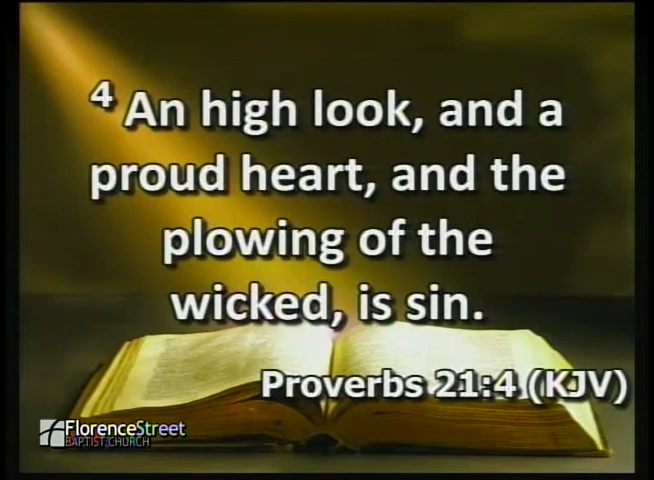 4 An high look, and a
proud heart, and the
plowing of the
wicked, is sin.
Proverbs 21:4 (KJV)
FlorenceStreet
BAPTIST CHURCH